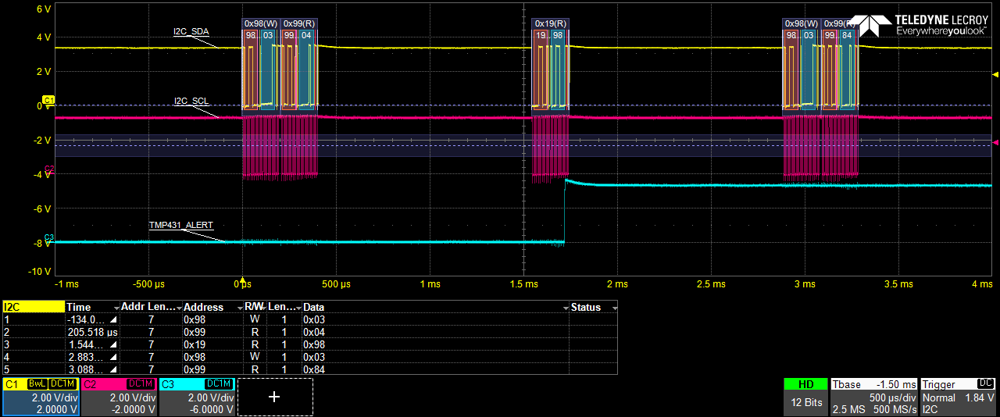 6 V
4 V
2 V
0 V
-2 V
-4 V
-6 V
-8 V
-10 V
I2C_SDA
I2C_SCL
TMP431_ALERT
C1
C2
C3
0x98(W) 0x99(R)
98 03 99 04
0x19(R)
19 98
0x98(W) 0x99(R)
98 03 99 84
TELEDYNE LECROY
Everywhereyoulook
-1 ms -500 µs 0 µs 500 µs 1 ms 1.5 ms 2 ms 2.5 ms 3 ms 3.5 ms 4 ms
I2C Time Addr Len... Address R/W Len... Data Status
1 -134.0... 7 0x98 W 1 0x03
2 205.518 µs 7 0x99 R 1 0x04
3 1.544... 7 0x19 R 1 0x98
4 2.883... 7 0x98 W 1 0x03
5 3.088... 7 0x99 R 1 0x84
C1 BwL DC1M
2.00 V/div
2.0000 V
C2 DC1M
2.00 V/div
-2.0000 V
C3 DC1M
2.00 V/div
-6.0000 V
+
HD
12 Bits
Tbase -1.50 ms
500 µs/div
2.5 MS 500 MS/s
Trigger DC
Normal 1.84 V
I2C